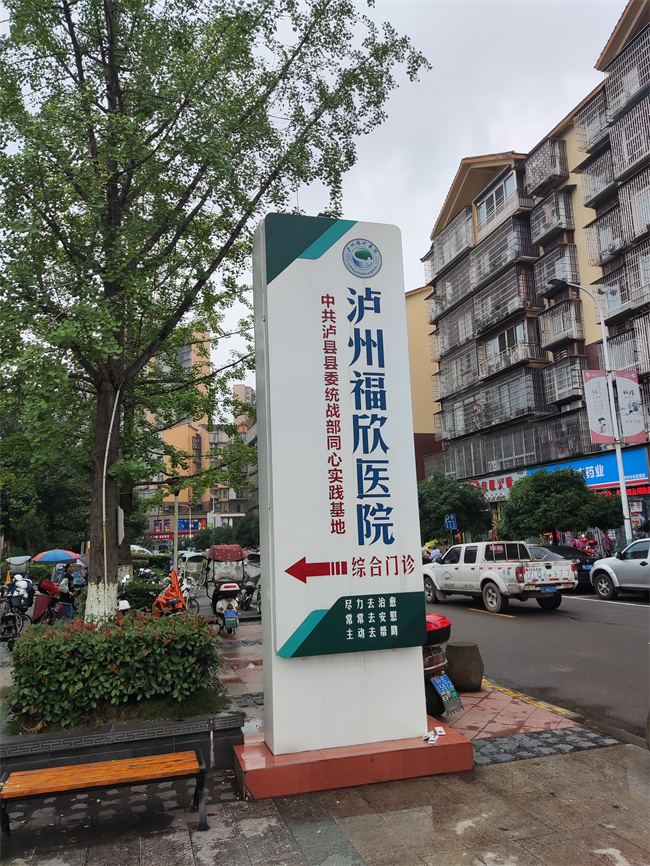 泸州福欣医院
中共泸县县委统战部同心实践基地
综合门诊
尽力去治愈
常常去安慰
主动去帮助
药业